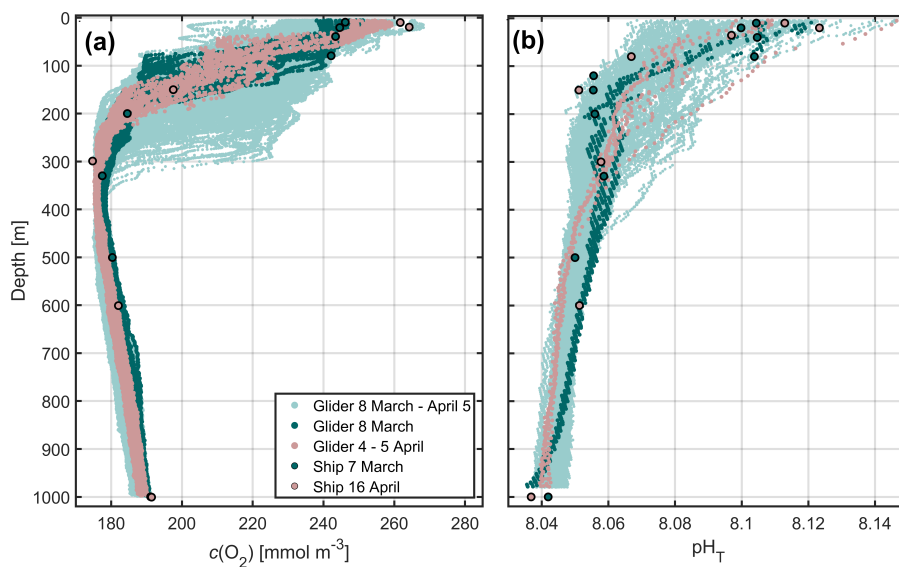 (a)
Depth [m]
0
100
200
300
400
500
600
700
800
900
1000
180
200
220
240
260
280
c(O₂) [mmol m⁻³]
Glider 8 March - April 5
Glider 8 March
Glider 4 - 5 April
Ship 7 March
Ship 16 April
(b)
8.04
8.06
8.08
8.1
8.12
8.14
pH_T